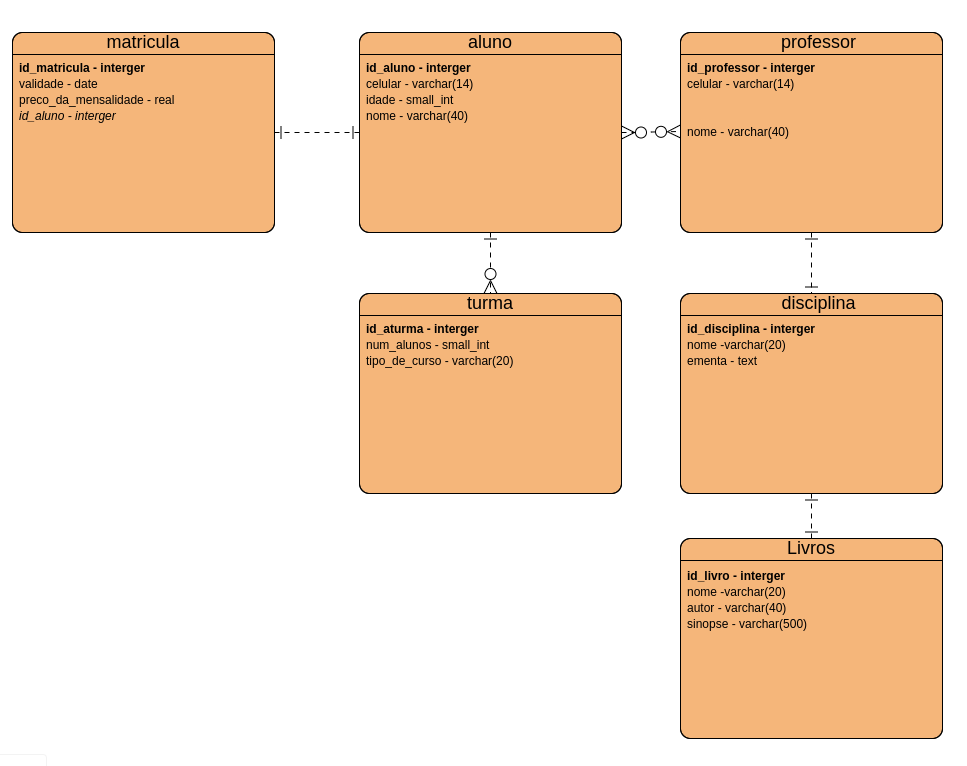 matricula
id_matricula - interger
validade - date
preco_da_mensalidade - real
id_aluno - interger
aluno
id_aluno - interger
celular - varchar(14)
idade - small_int
nome - varchar(40)
professor
id_professor - interger
celular - varchar(14)
nome - varchar(40)
turma
id_aturma - interger
num_alunos - small_int
tipo_de_curso - varchar(20)
disciplina
id_disciplina - interger
nome -varchar(20)
ementa - text
Livros
id_livro - interger
nome -varchar(20)
autor - varchar(40)
sinopse - varchar(500)